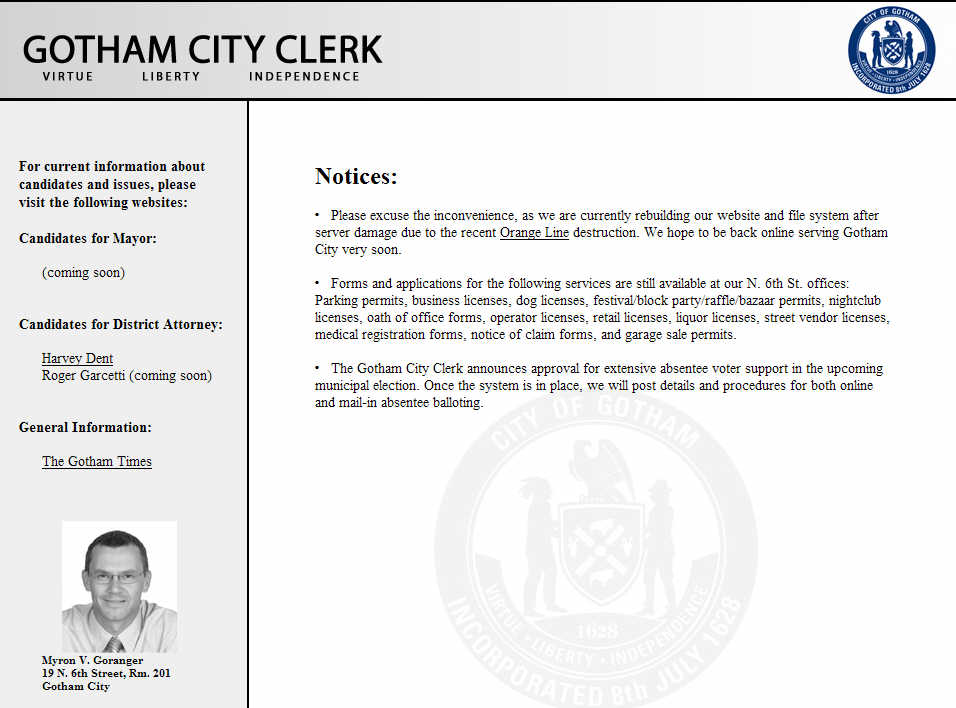 GOTHAM CITY CLERK
VIRTUE LIBERTY INDEPENDENCE
CITY OF GOTHAM
VIRTUE · LIBERTY · INDEPENDENCE
1628
INCORPORATED 8th JULY 1628
For current information about
candidates and issues, please
visit the following websites:
Candidates for Mayor:
(coming soon)
Candidates for District Attorney:
Harvey Dent
Roger Garcetti (coming soon)
General Information:
The Gotham Times
Myron V. Goranger
19 N. 6th Street, Rm. 201
Gotham City
Notices:
• Please excuse the inconvenience, as we are currently rebuilding our website and file system after
server damage due to the recent Orange Line destruction. We hope to be back online serving Gotham
City very soon.
• Forms and applications for the following services are still available at our N. 6th St. offices:
Parking permits, business licenses, dog licenses, festival/block party/raffle/bazaar permits, nightclub
licenses, oath of office forms, operator licenses, retail licenses, liquor licenses, street vendor licenses,
medical registration forms, notice of claim forms, and garage sale permits.
• The Gotham City Clerk announces approval for extensive absentee voter support in the upcoming
municipal election. Once the system is in place, we will post details and procedures for both online
and mail-in absentee balloting.
CITY OF GOTHAM
1628
VIRTUE · LIBERTY · INDEPENDENCE
INCORPORATED 8th JULY 1628